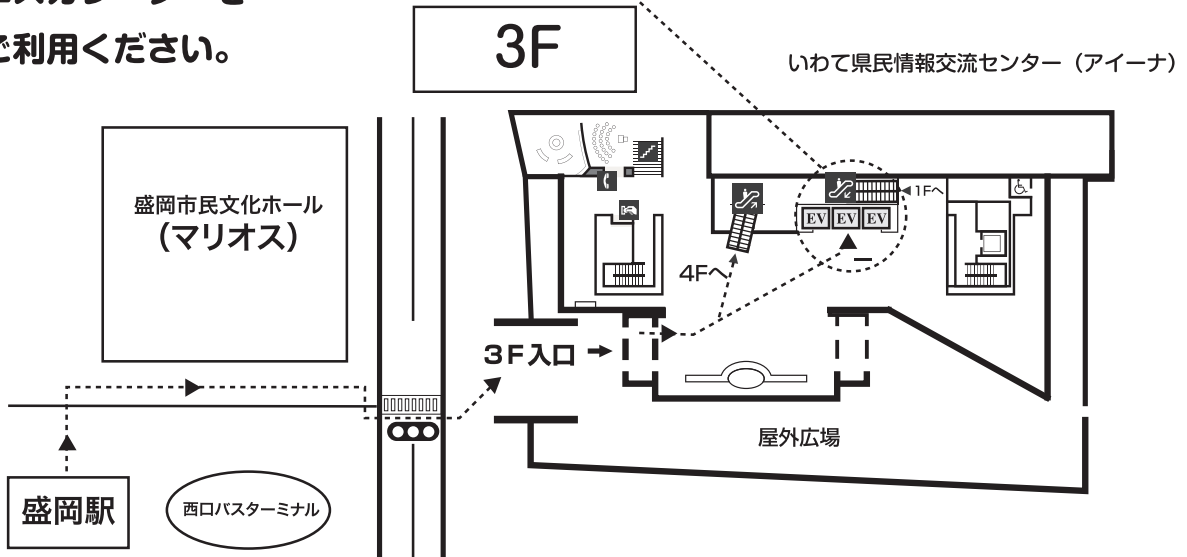 ご利用ください。
3F
いわて県民情報交流センター（アイーナ）
盛岡市民文化ホール
（マリオス）
1Fへ
EV EV EV
4Fへ
3F入口
屋外広場
盛岡駅
西口バスターミナル